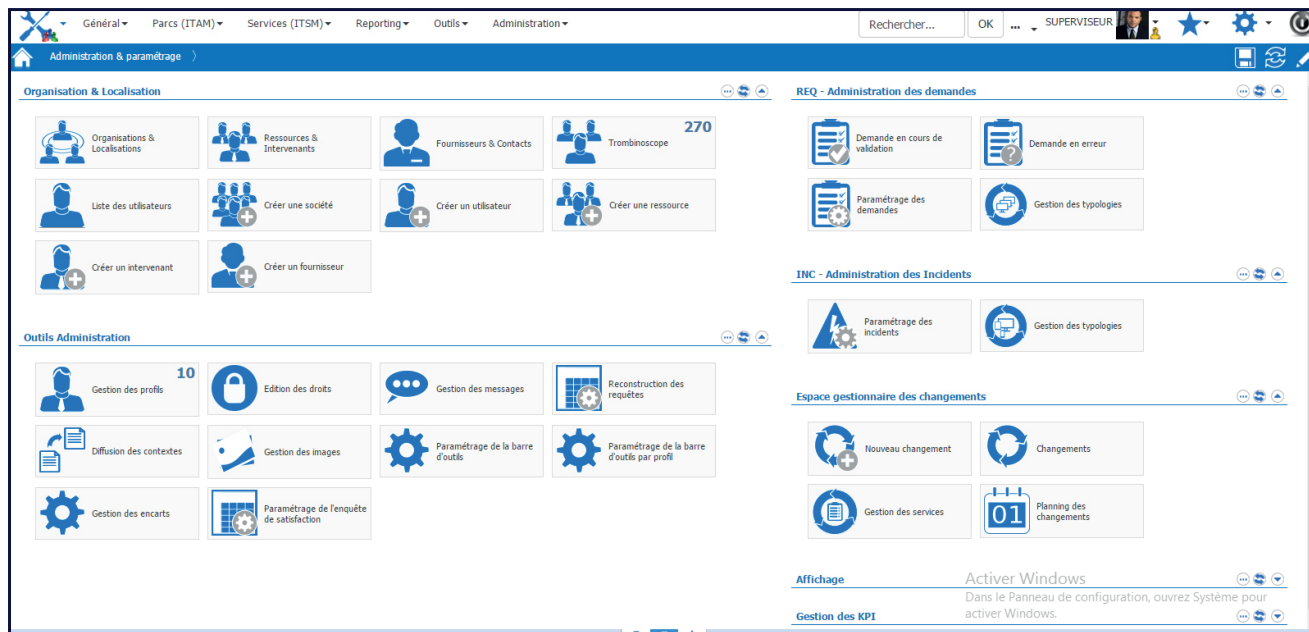 Général Parcs (ITAM) Services (ITSM) Reporting Outils Administration Rechercher... OK ... SUPERVISEUR
Administration & paramétrage
Organisation & Localisation
Organisations &
Localisations
Ressources &
Intervenants
Fournisseurs & Contacts
Trombinoscope
270
Liste des utilisateurs
Créer une société
Créer un utilisateur
Créer une ressource
Créer un intervenant
Créer un fournisseur
Outils Administration
Gestion des profils
10
Edition des droits
Gestion des messages
Reconstruction des
requêtes
Diffusion des contextes
Gestion des images
Paramétrage de la barre
d'outils
Paramétrage de la barre
d'outils par profil
Gestion des encarts
Paramétrage de l'enquête
de satisfaction
REQ - Administration des demandes
Demande en cours de
validation
Demande en erreur
Paramétrage des
demandes
Gestion des typologies
INC - Administration des Incidents
Paramétrage des
incidents
Gestion des typologies
Espace gestionnaire des changements
Nouveau changement
Changements
Gestion des services
01
Planning des
changements
Affichage
Gestion des KPI
Activer Windows
Dans le Panneau de configuration, ouvrez Système pour
activer Windows.